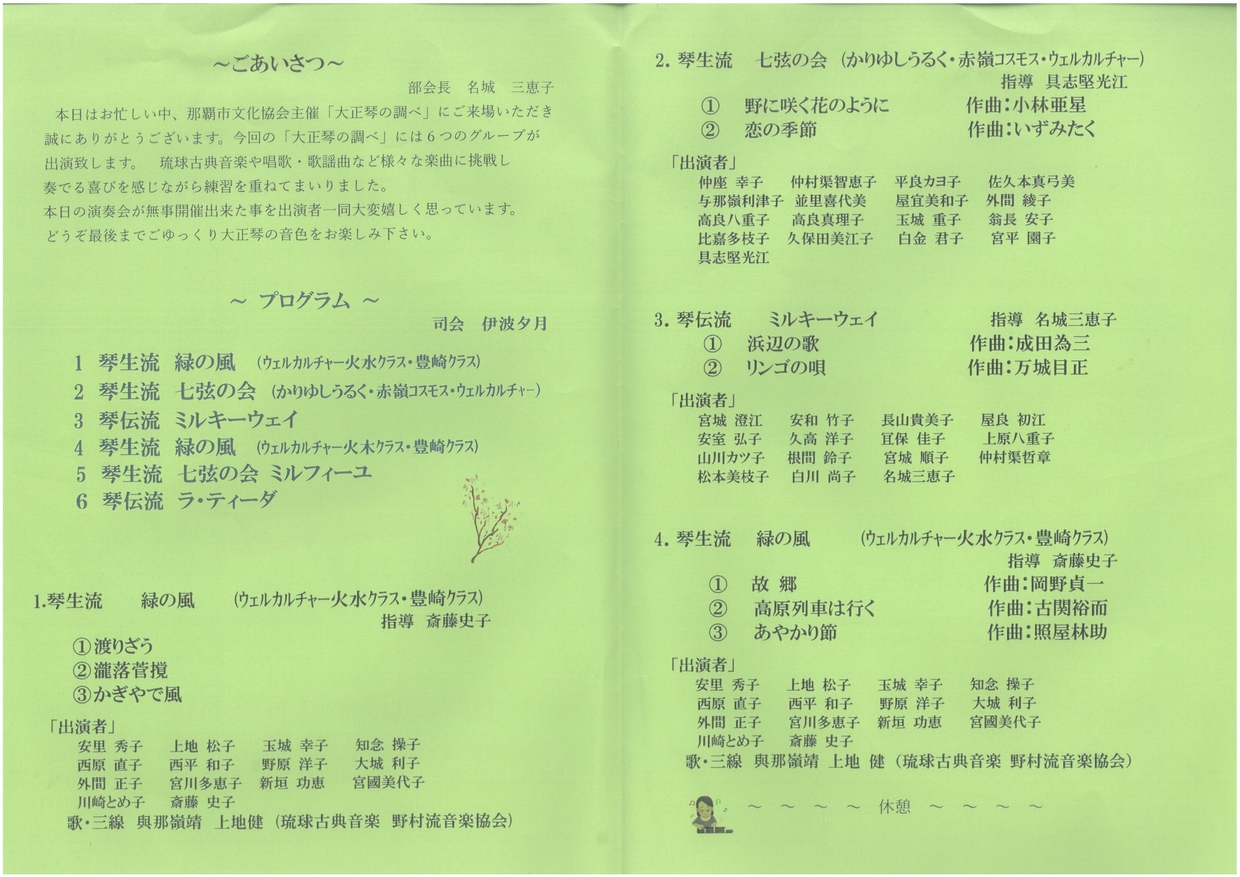 ～ごあいさつ～
部会長　名城　三恵子
本日はお忙しい中、那覇市文化協会主催「大正琴の調べ」にご来場いただき
誠にありがとうございます。今回の「大正琴の調べ」には６つのグループが
出演致します。　琉球古典音楽や唱歌・歌謡曲など様々な楽曲に挑戦し
奏でる喜びを感じながら練習を重ねてまいりました。
本日の演奏会が無事開催出来た事を出演者一同大変嬉しく思っています。
どうぞ最後までごゆっくり大正琴の音色をお楽しみ下さい。
～ プログラム ～
司会　伊波夕月
1 琴生流 緑の風 （ウェルカルチャー火水クラス・豊崎クラス）
2 琴生流 七弦の会 （かりゆしうるく・赤嶺コスモス・ウェルカルチャー）
3 琴伝流 ミルキーウェイ
4 琴生流 緑の風 （ウェルカルチャー火木クラス・豊崎クラス）
5 琴生流 七弦の会 ミルフィーユ
6 琴伝流 ラ・ティーダ
1.琴生流　緑の風　（ウェルカルチャー火水クラス・豊崎クラス）
指導 斎藤史子
①渡りざう
②瀧落菅撹
③かぎやで風
「出演者」
安里 秀子　上地 松子　玉城 幸子　知念 操子
西原 直子　西平 和子　野原 洋子　大城 利子
外間 正子　宮川多恵子　新垣 功恵　宮國美代子
川崎とめ子　斎藤 史子
歌・三線 與那嶺靖 上地健（琉球古典音楽 野村流音楽協会）
2. 琴生流　七弦の会（かりゆしうるく・赤嶺コスモス・ウェルカルチャー）
指導 具志堅光江
①　野に咲く花のように　作曲：小林亜星
②　恋の季節　作曲：いずみたく
「出演者」
仲座 幸子　仲村渠智恵子　平良カヨ子　佐久本真弓美
与那嶺利津子 並里喜代美　屋宜美和子　外間 綾子
高良八重子　高良真理子　玉城 重子　翁長 安子
比嘉多枝子　久保田美江子　白金 君子　宮平 園子
具志堅光江
3. 琴伝流　ミルキーウェイ　指導 名城三恵子
①　浜辺の歌　作曲：成田為三
②　リンゴの唄　作曲：万城目正
「出演者」
宮城 澄江　安和 竹子　長山貴美子　屋良 初江
安室 弘子　久高 洋子　冝保 佳子　上原八重子
山川カツ子　根間 鈴子　宮城 順子　仲村渠哲章
松本美枝子　白川 尚子　名城三恵子
4. 琴生流　緑の風　（ウェルカルチャー火水クラス・豊崎クラス）
指導 斎藤史子
①　故 郷　作曲：岡野貞一
②　高原列車は行く　作曲：古関裕而
③　あやかり節　作曲：照屋林助
「出演者」
安里 秀子　上地 松子　玉城 幸子　知念 操子
西原 直子　西平 和子　野原 洋子　大城 利子
外間 正子　宮川多恵子　新垣 功恵　宮國美代子
川崎とめ子　斎藤 史子
歌・三線 與那嶺靖 上地 健（琉球古典音楽 野村流音楽協会）
～ ～ ～ ～ 休憩 ～ ～ ～ ～